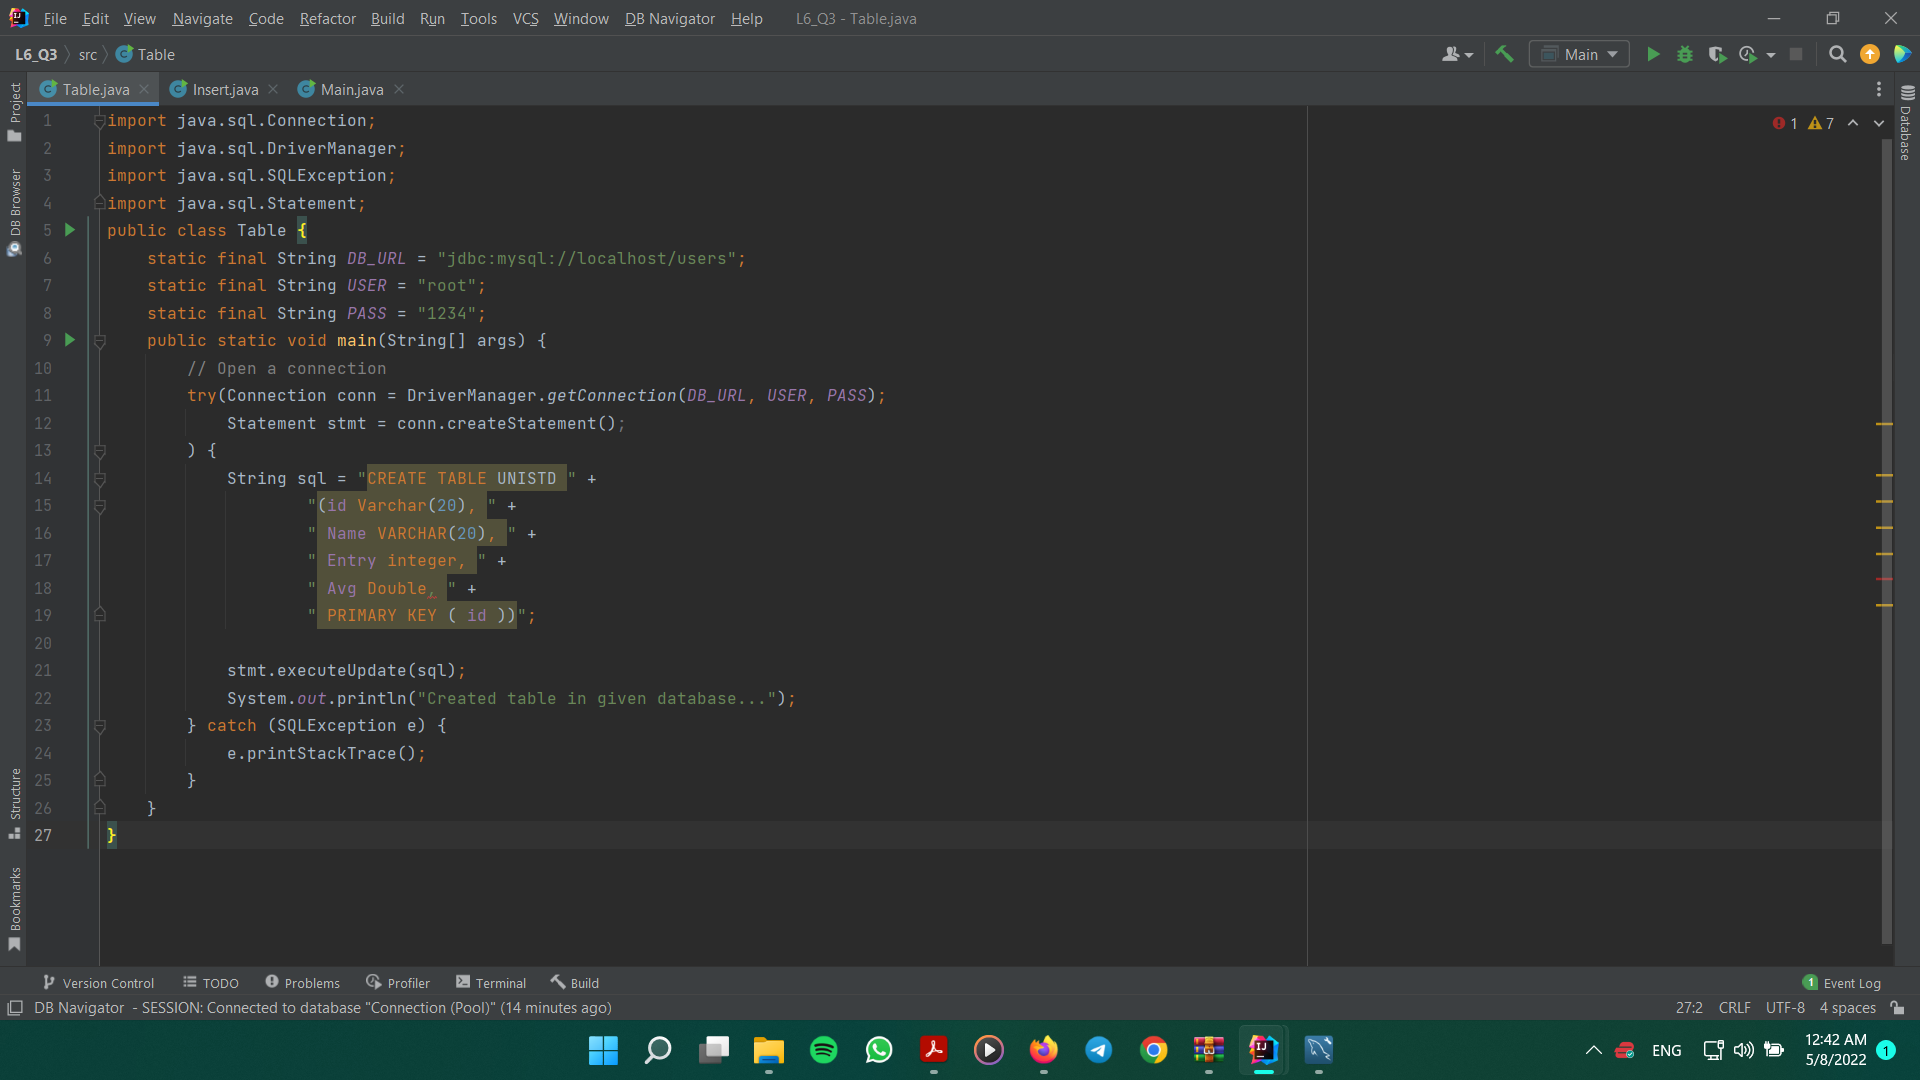 File Edit View Navigate Code Refactor Build Run Tools VCS Window DB Navigator Help L6_Q3 - Table.java
L6_Q3 src Table
Main
Table.java Insert.java Main.java
Project
DB Browser
Structure
Bookmarks
Database
1 7
1 import java.sql.Connection;
2 import java.sql.DriverManager;
3 import java.sql.SQLException;
4 import java.sql.Statement;
5 public class Table {
6     static final String DB_URL = "jdbc:mysql://localhost/users";
7     static final String USER = "root";
8     static final String PASS = "1234";
9     public static void main(String[] args) {
10         // Open a connection
11         try(Connection conn = DriverManager.getConnection(DB_URL, USER, PASS);
12             Statement stmt = conn.createStatement();
13         ) {
14             String sql = "CREATE TABLE UNISTD " +
15                     "(id Varchar(20), " +
16                     " Name VARCHAR(20), " +
17                     " Entry integer, " +
18                     " Avg Double, " +
19                     " PRIMARY KEY ( id ))";
20
21             stmt.executeUpdate(sql);
22             System.out.println("Created table in given database...");
23         } catch (SQLException e) {
24             e.printStackTrace();
25         }
26     }
27 }
Version Control TODO Problems Profiler Terminal Build 1 Event Log
DB Navigator - SESSION: Connected to database "Connection (Pool)" (14 minutes ago) 27:2 CRLF UTF-8 4 spaces
ENG 12:42 AM
5/8/2022 1